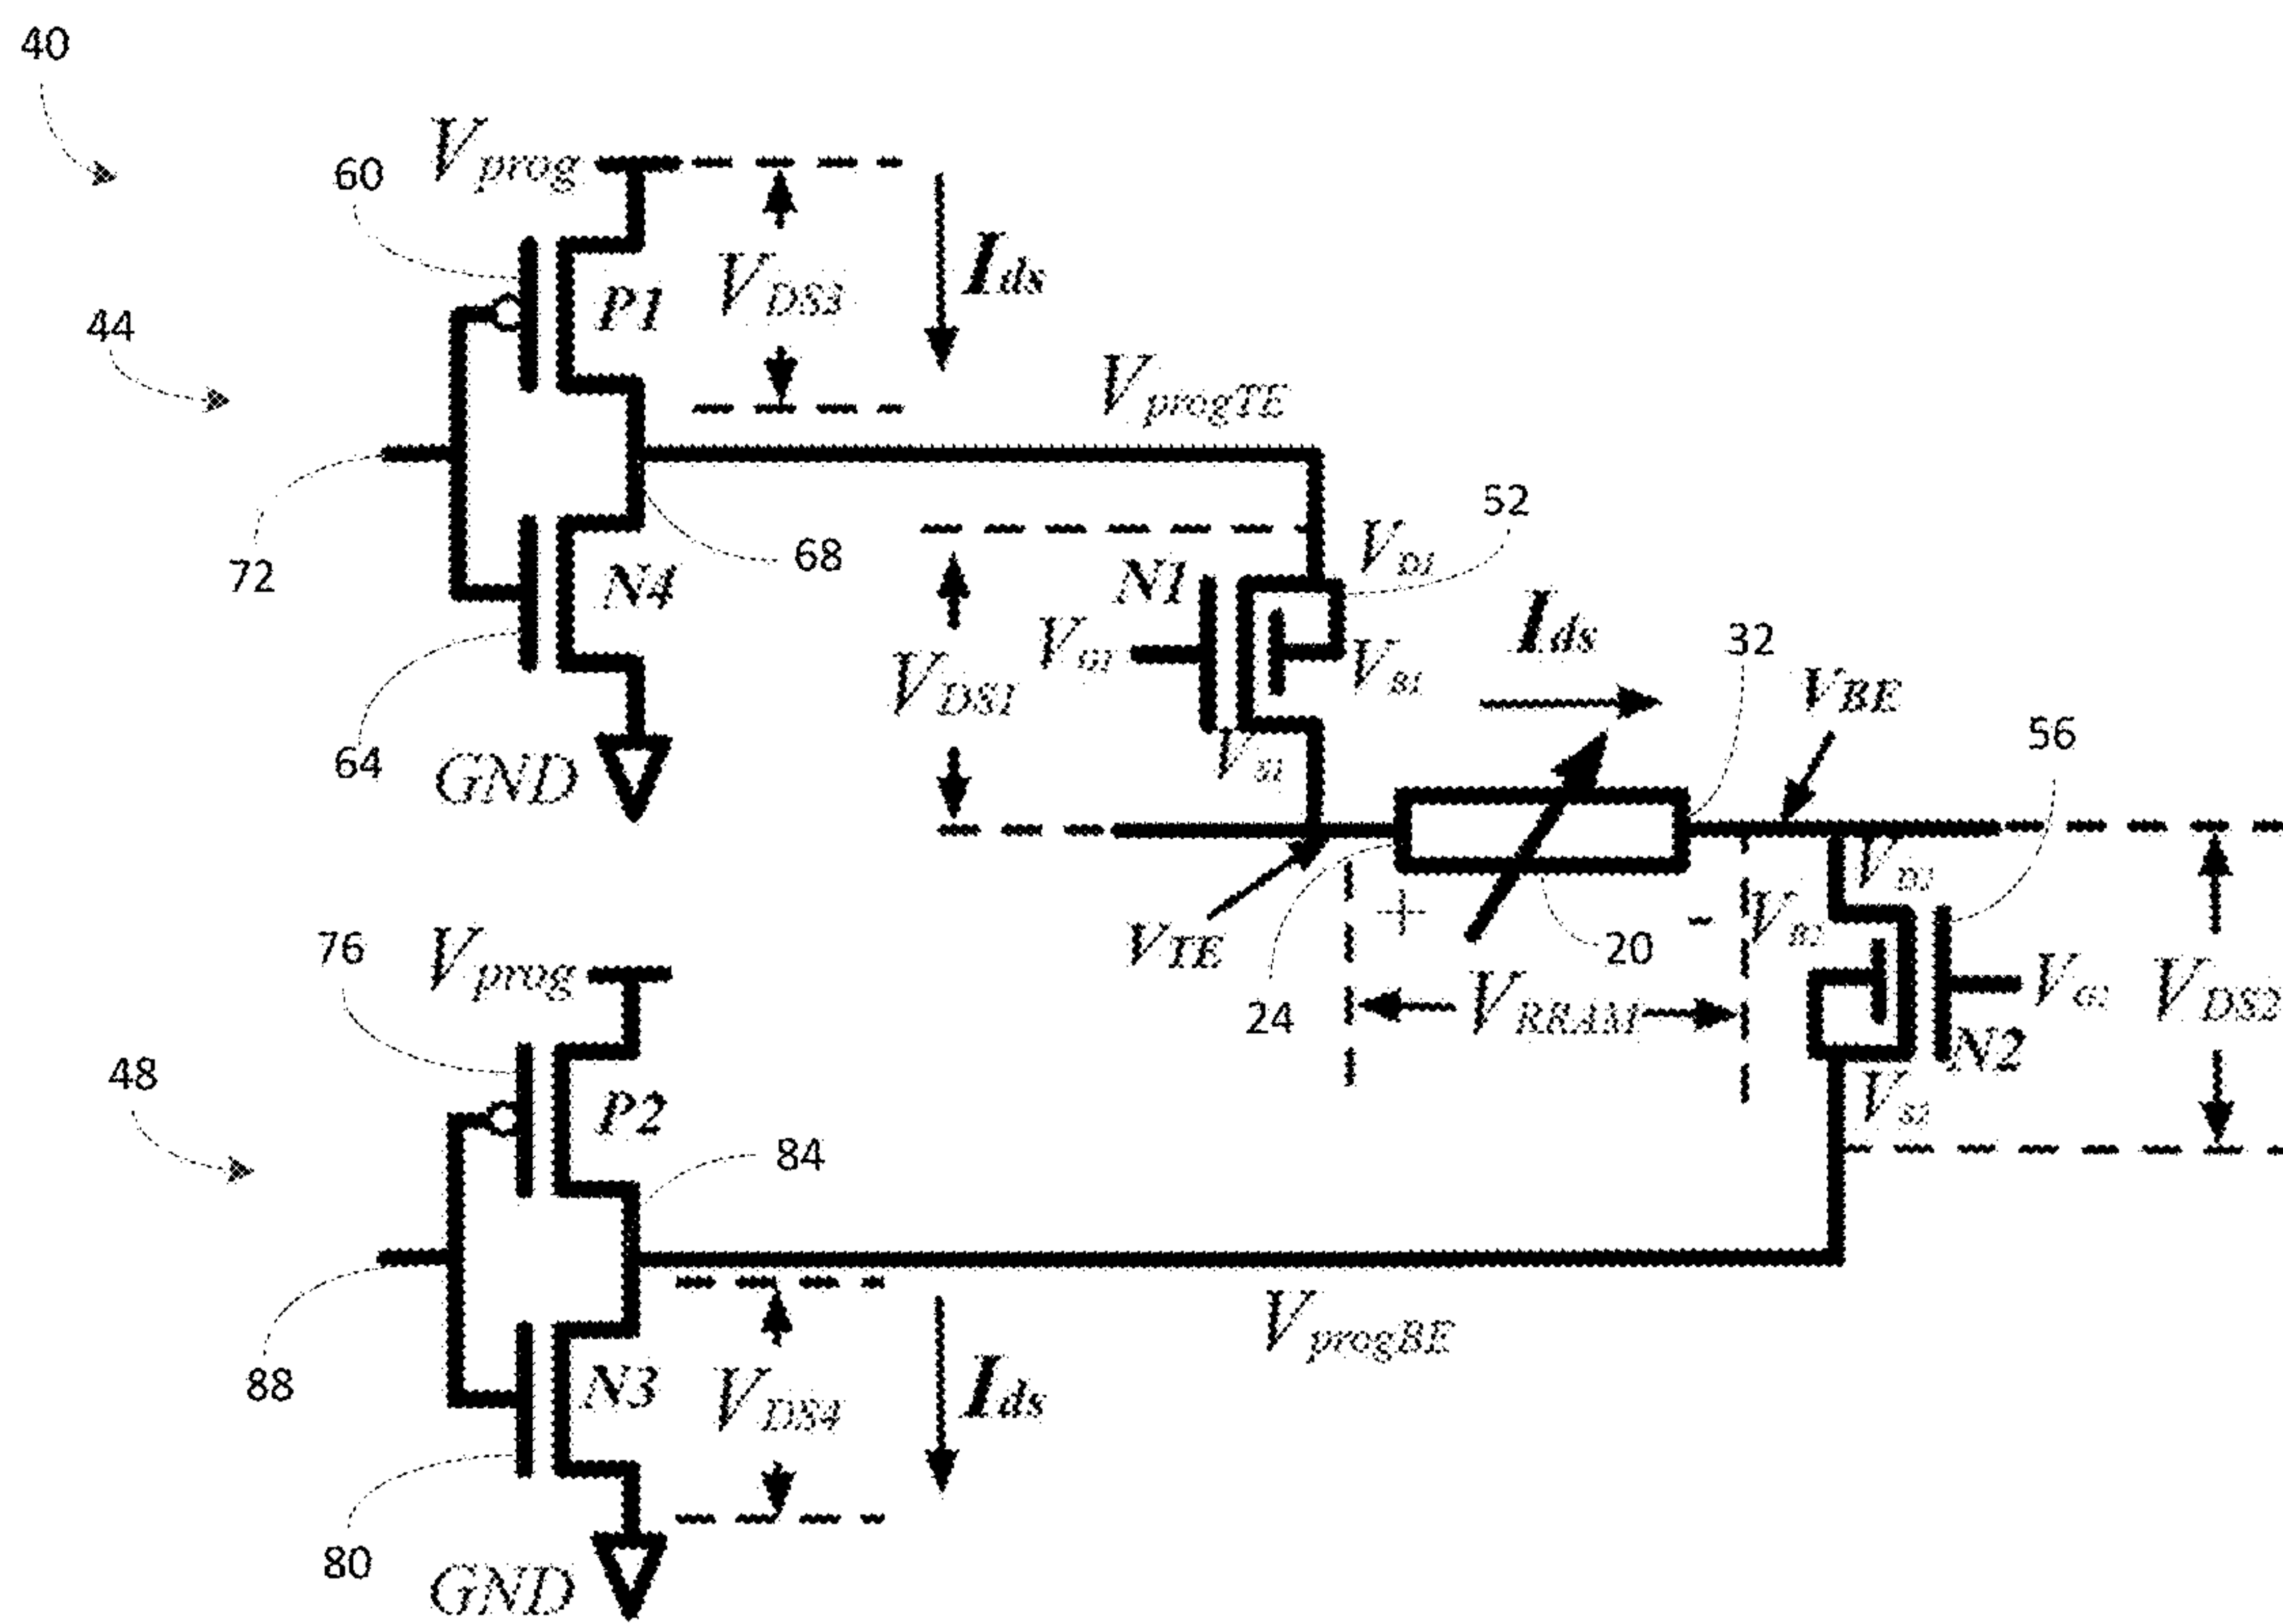 40
60
Vprog
VDS3
Ids
P1
44
VprogTE
72
68
N4
64
GND
52
VD1
N1
VG1
VB1
VDS1
VS1
Ids
32
VBE
56
VTE
24
+
-
20
VRRAM
VD2
VB2
VG2
VDS2
N2
VS2
76
Vprog
48
P2
84
VprogBE
88
N3
VDS4
Ids
80
GND